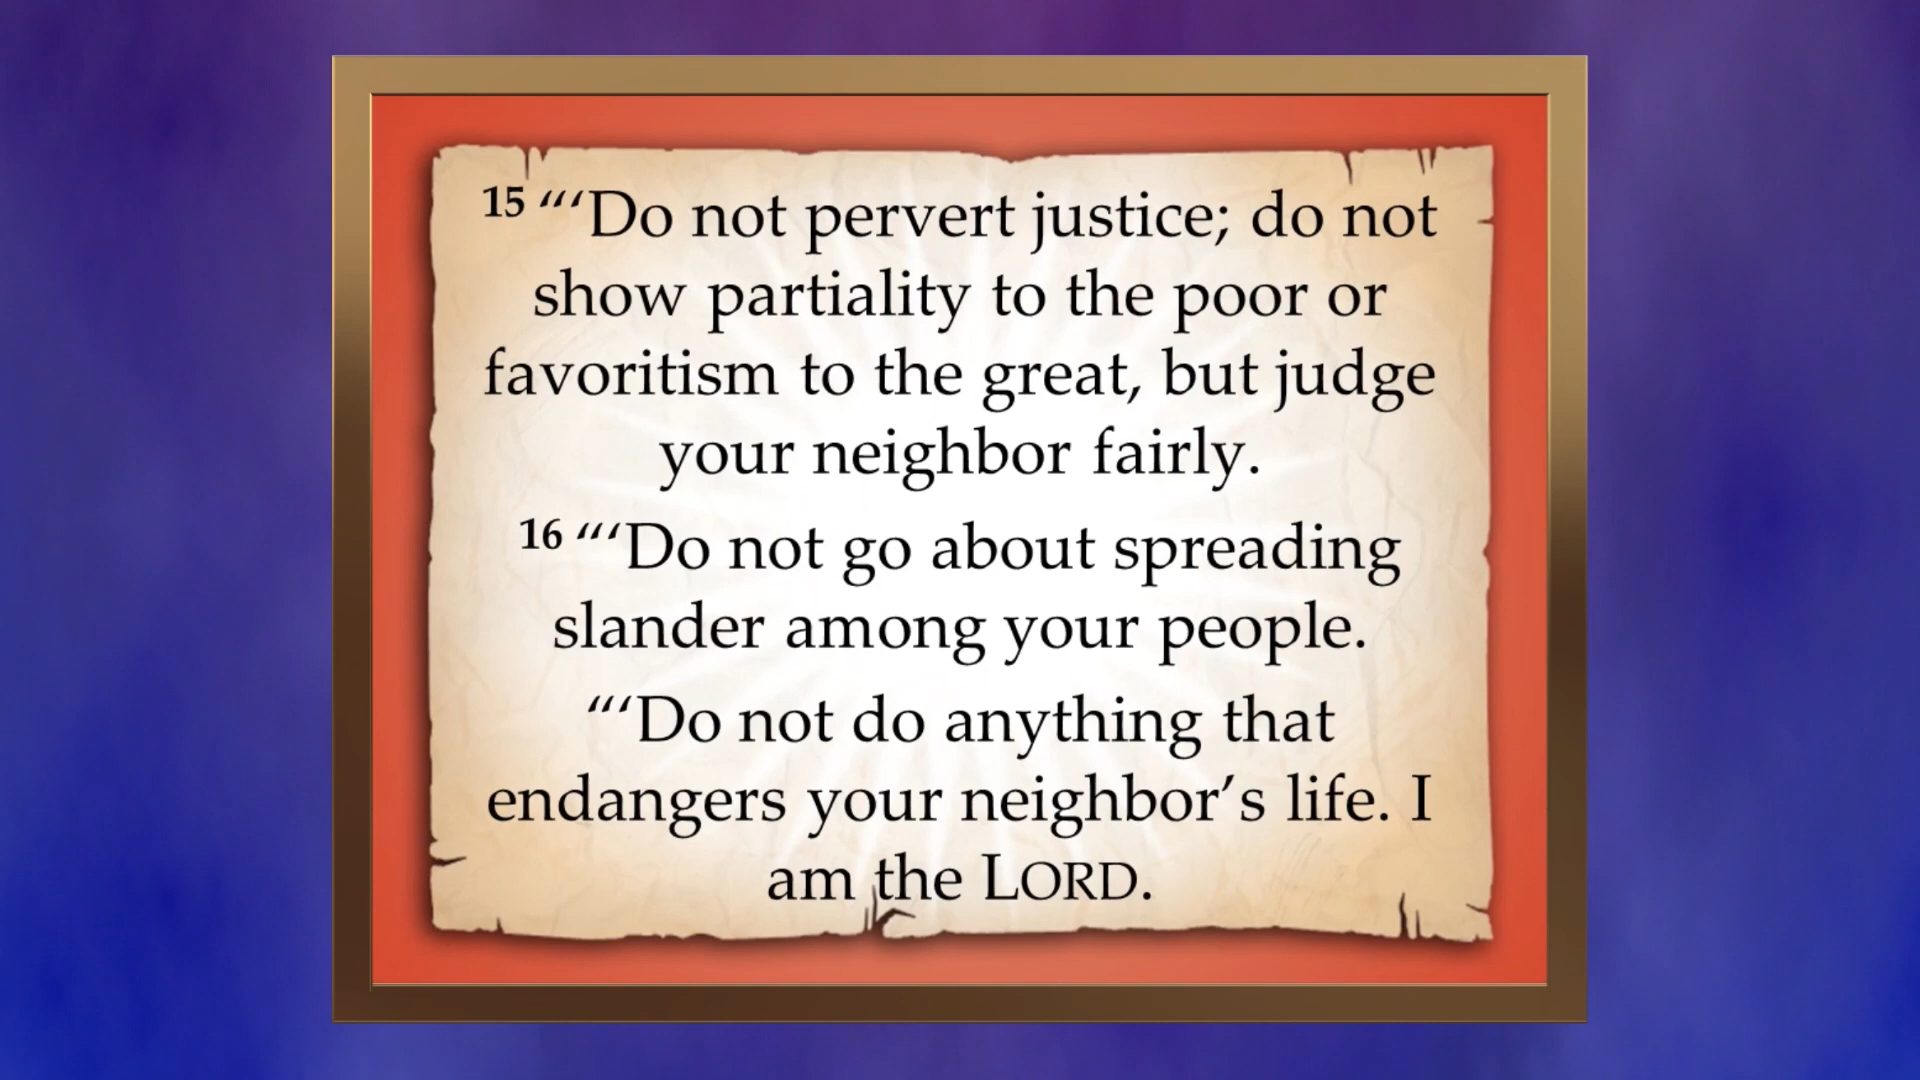 15 “‘Do not pervert justice; do not
show partiality to the poor or
favoritism to the great, but judge
your neighbor fairly.
16 “‘Do not go about spreading
slander among your people.
“‘Do not do anything that
endangers your neighbor’s life. I
am the LORD.